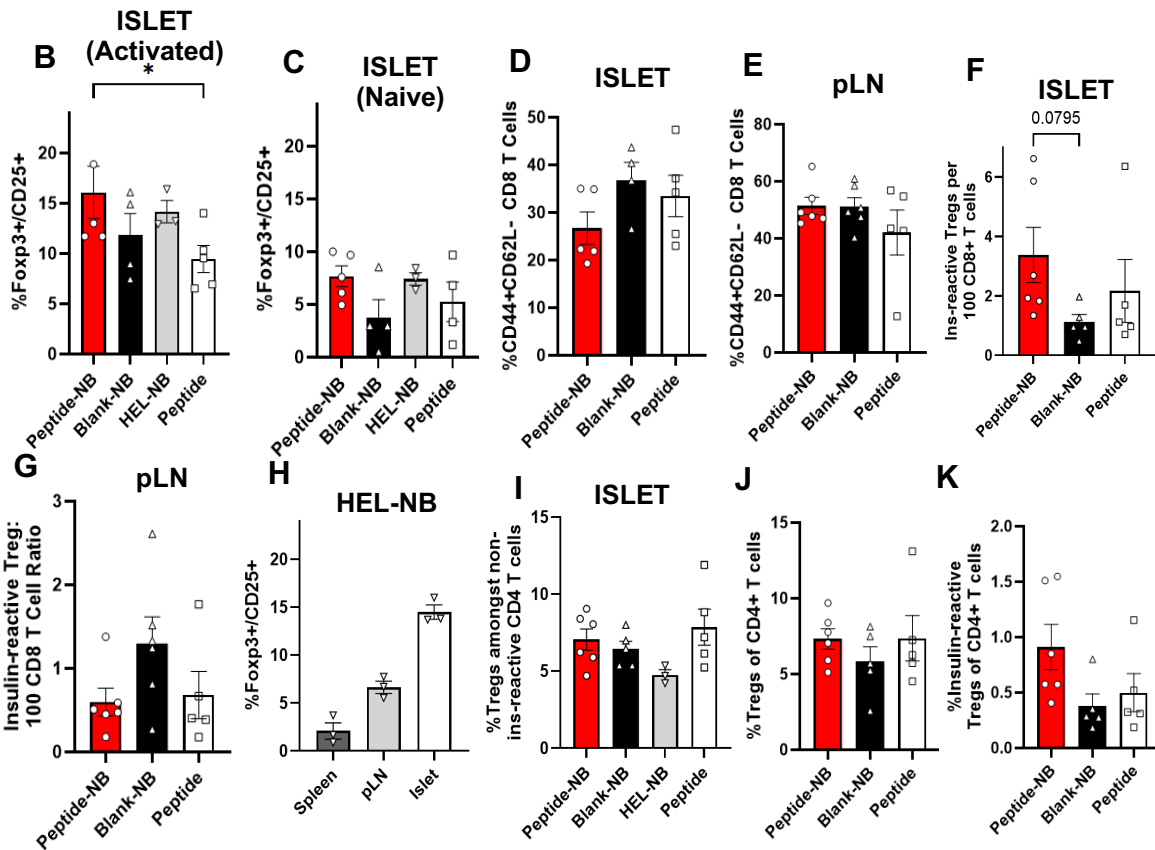 B
ISLET
(Activated)
*
%Foxp3+/CD25+
20
15
10
5
0
Peptide-NB
Blank-NB
HEL-NB
Peptide
C
ISLET
(Naive)
%Foxp3+/CD25+
20
15
10
5
0
Peptide-NB
Blank-NB
HEL-NB
Peptide
D
ISLET
%CD44+CD62L- CD8 T Cells
50
40
30
20
10
0
Peptide-NB
Blank-NB
Peptide
E
pLN
%CD44+CD62L- CD8 T Cells
80
60
40
20
0
Peptide-NB
Blank-NB
Peptide
F
ISLET
0.0795
Ins-reactive Tregs per
100 CD8+ T cells
6
4
2
0
Peptide-NB
Blank-NB
Peptide
G
pLN
Insulin-reactive Treg:
100 CD8 T Cell Ratio
3
2
1
0
Peptide-NB
Blank-NB
Peptide
H
HEL-NB
%Foxp3+/CD25+
20
15
10
5
0
Spleen
pLN
Islet
I
ISLET
%Tregs amongst non-
ins-reactive CD4 T cells
15
10
5
0
Peptide-NB
Blank-NB
HEL-NB
Peptide
J
%Tregs of CD4+ T cells
15
10
5
0
Peptide-NB
Blank-NB
Peptide
K
%Insulin-reactive
Tregs of CD4+ T cells
2.0
1.5
1.0
0.5
0.0
Peptide-NB
Blank-NB
Peptide